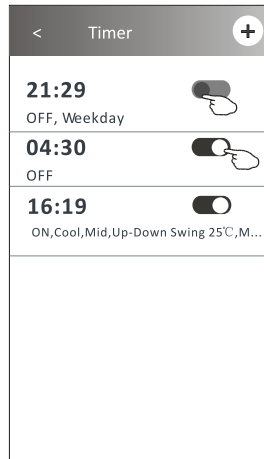 < Timer +
21:29
OFF, Weekday
04:30
OFF
16:19
ON,Cool,Mid,Up-Down Swing 25℃,M...